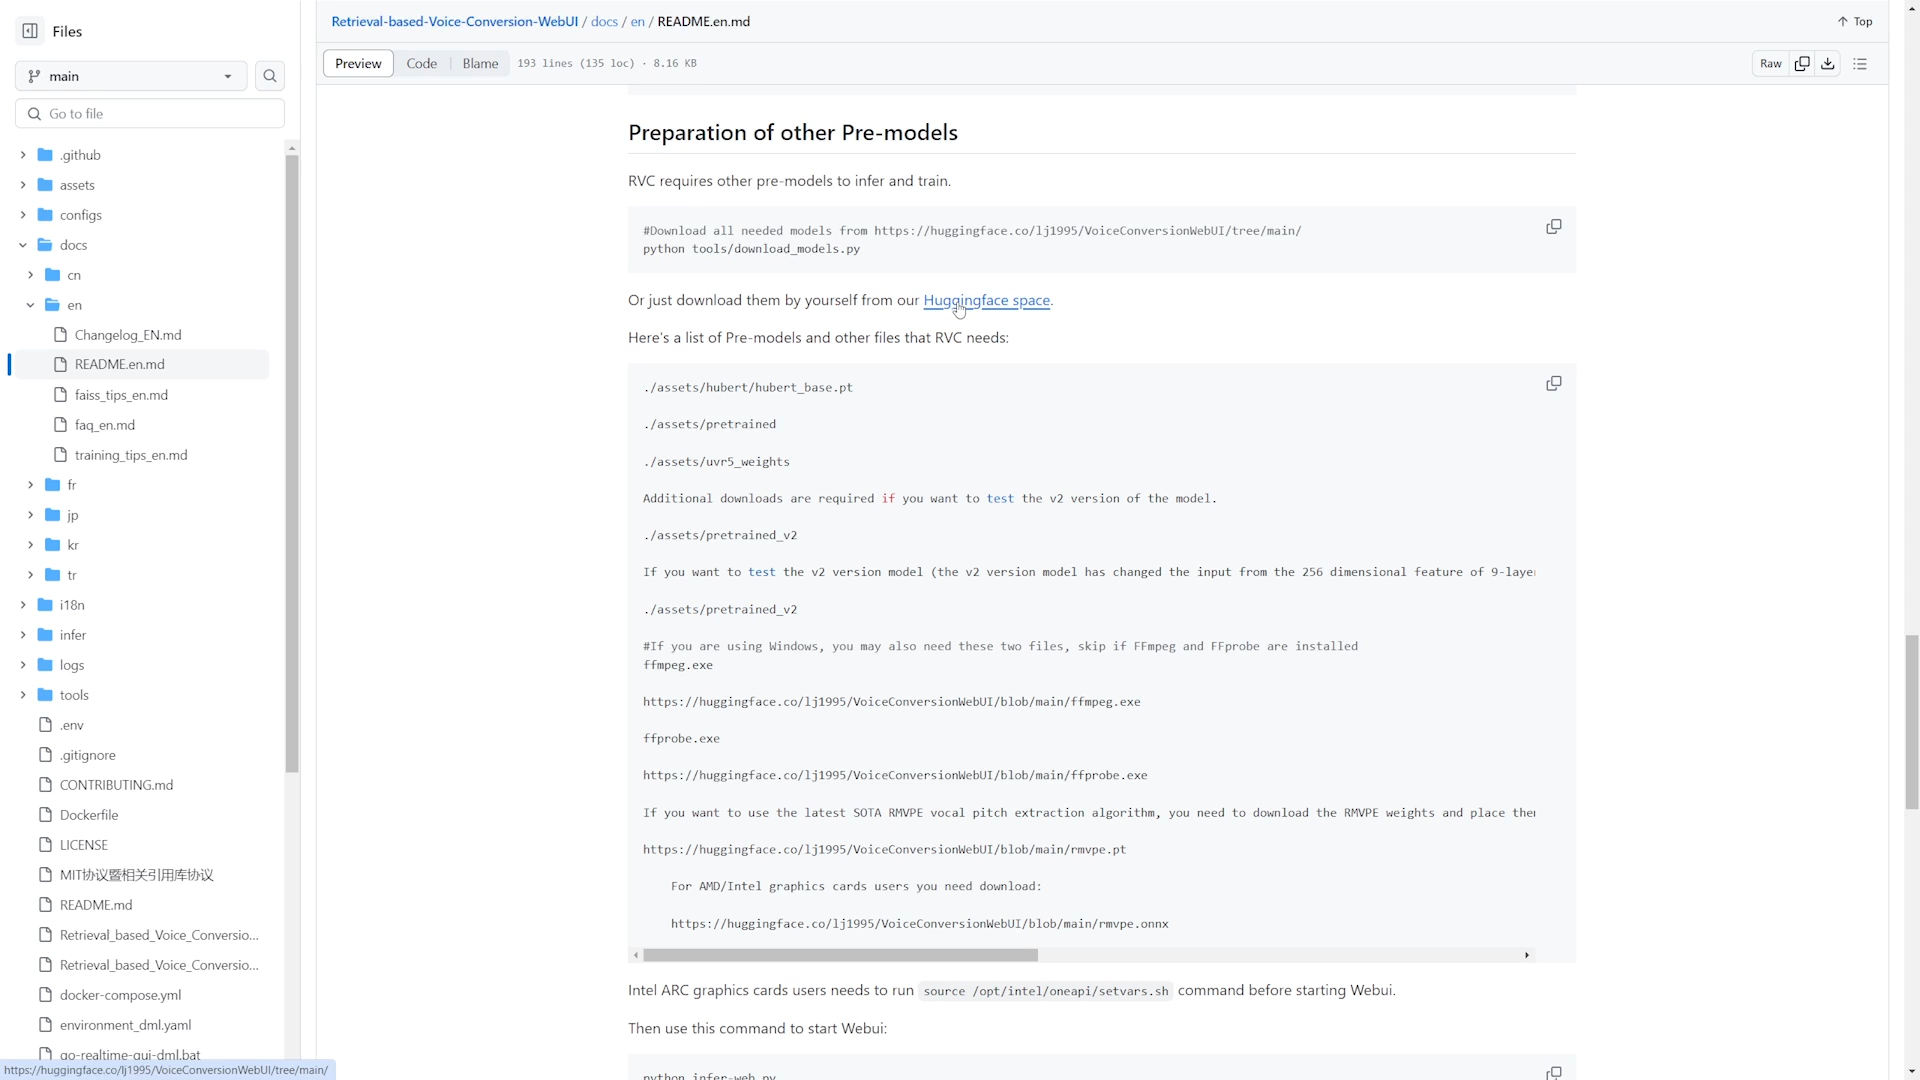 Files
main
Go to file
.github
assets
configs
docs
cn
en
Changelog_EN.md
README.en.md
faiss_tips_en.md
faq_en.md
training_tips_en.md
fr
jp
kr
tr
i18n
infer
logs
tools
.env
.gitignore
CONTRIBUTING.md
Dockerfile
LICENSE
MIT协议暨相关引用库协议
README.md
Retrieval_based_Voice_Conversio...
Retrieval_based_Voice_Conversio...
docker-compose.yml
environment_dml.yaml
go-realtime-gui-dml.bat
https://huggingface.co/lj1995/VoiceConversionWebUI/tree/main/
Retrieval-based-Voice-Conversion-WebUI / docs / en / README.en.md
Top
Preview Code Blame 193 lines (135 loc) · 8.16 KB
Raw
Preparation of other Pre-models
RVC requires other pre-models to infer and train.
#Download all needed models from https://huggingface.co/lj1995/VoiceConversionWebUI/tree/main/
python tools/download_models.py
Or just download them by yourself from our Huggingface space.
Here's a list of Pre-models and other files that RVC needs:
./assets/hubert/hubert_base.pt
./assets/pretrained
./assets/uvr5_weights
Additional downloads are required if you want to test the v2 version of the model.
./assets/pretrained_v2
If you want to test the v2 version model (the v2 version model has changed the input from the 256 dimensional feature of 9-layer
./assets/pretrained_v2
#If you are using Windows, you may also need these two files, skip if FFmpeg and FFprobe are installed
ffmpeg.exe
https://huggingface.co/lj1995/VoiceConversionWebUI/blob/main/ffmpeg.exe
ffprobe.exe
https://huggingface.co/lj1995/VoiceConversionWebUI/blob/main/ffprobe.exe
If you want to use the latest SOTA RMVPE vocal pitch extraction algorithm, you need to download the RMVPE weights and place them
https://huggingface.co/lj1995/VoiceConversionWebUI/blob/main/rmvpe.pt
For AMD/Intel graphics cards users you need download:
https://huggingface.co/lj1995/VoiceConversionWebUI/blob/main/rmvpe.onnx
Intel ARC graphics cards users needs to run source /opt/intel/oneapi/setvars.sh command before starting Webui.
Then use this command to start Webui:
python infer-web.py